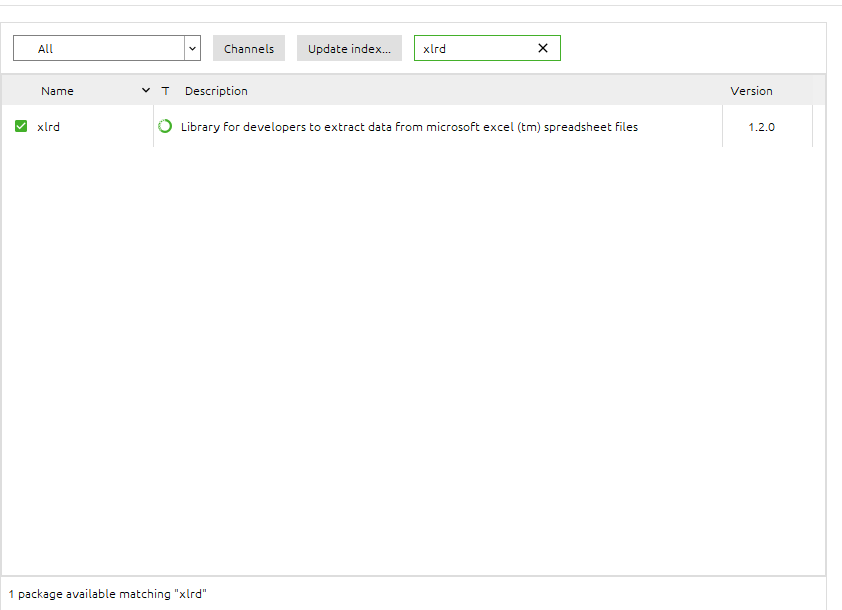 All Channels Update index... xlrd
Name T Description Version
xlrd Library for developers to extract data from microsoft excel (tm) spreadsheet files 1.2.0
1 package available matching "xlrd"